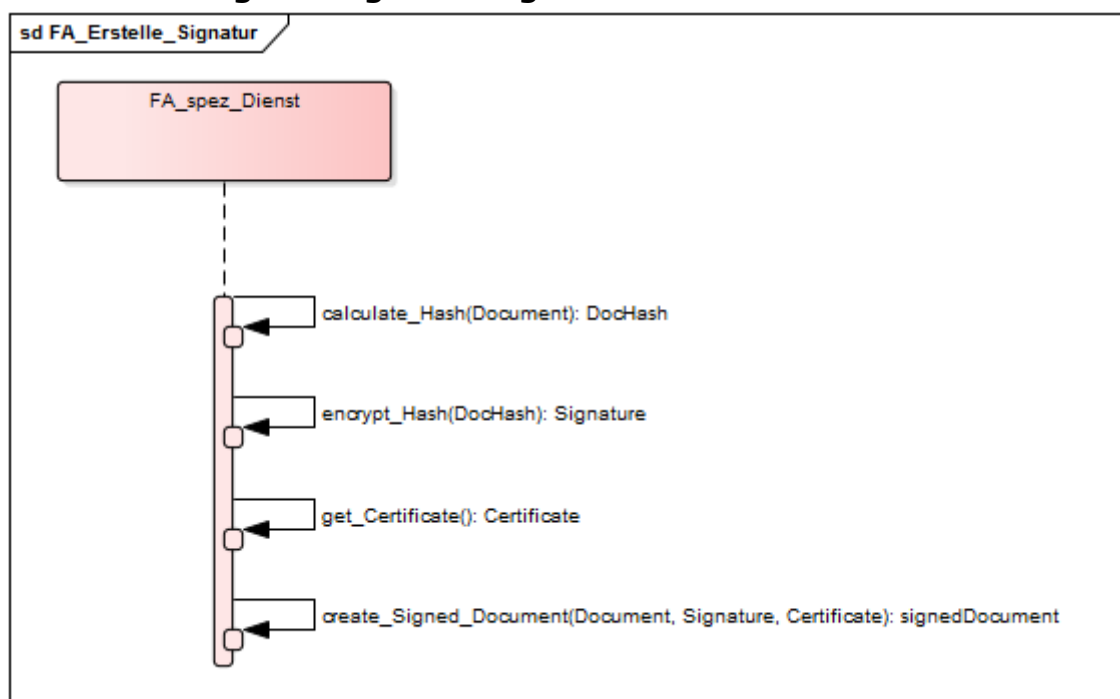 sd FA_Erstelle_Signatur
FA_spez_Dienst
calculate_Hash(Document): DocHash
encrypt_Hash(DocHash): Signature
get_Certificate(): Certificate
create_Signed_Document(Document, Signature, Certificate): signedDocument